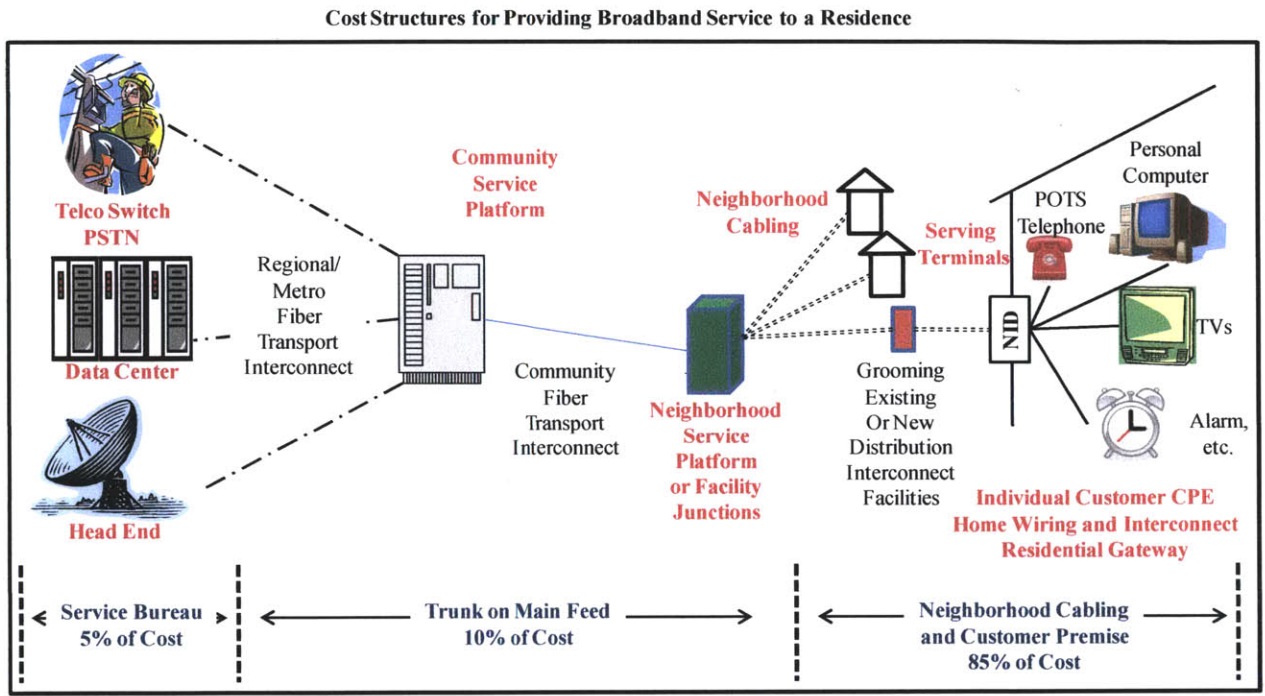 Cost Structures for Providing Broadband Service to a Residence
Telco Switch
PSTN
Data Center
Head End
Regional/
Metro
Fiber
Transport
Interconnect
Community
Service
Platform
Community
Fiber
Transport
Interconnect
Neighborhood
Service
Platform
or Facility
Junctions
Neighborhood
Cabling
Serving
Terminals
Grooming
Existing
Or New
Distribution
Interconnect
Facilities
NID
POTS
Telephone
Personal
Computer
TVs
Alarm,
etc.
Individual Customer CPE
Home Wiring and Interconnect
Residential Gateway
Service Bureau
5% of Cost
Trunk on Main Feed
10% of Cost
Neighborhood Cabling
and Customer Premise
85% of Cost